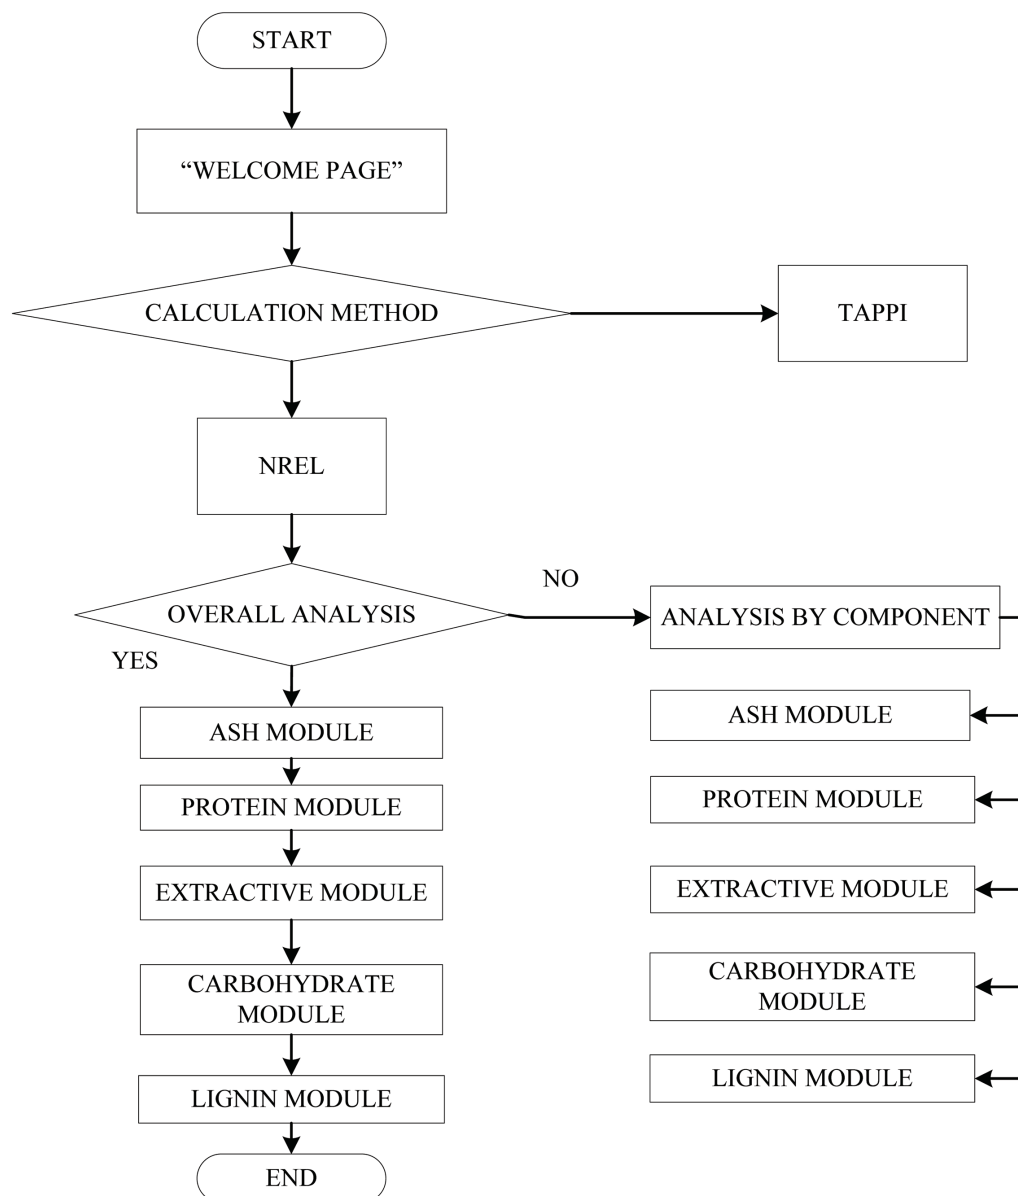 START
“WELCOME PAGE”
CALCULATION METHOD
TAPPI
NREL
OVERALL ANALYSIS
NO
ANALYSIS BY COMPONENT
YES
ASH MODULE
PROTEIN MODULE
EXTRACTIVE MODULE
CARBOHYDRATE
MODULE
LIGNIN MODULE
END
ASH MODULE
PROTEIN MODULE
EXTRACTIVE MODULE
CARBOHYDRATE
MODULE
LIGNIN MODULE